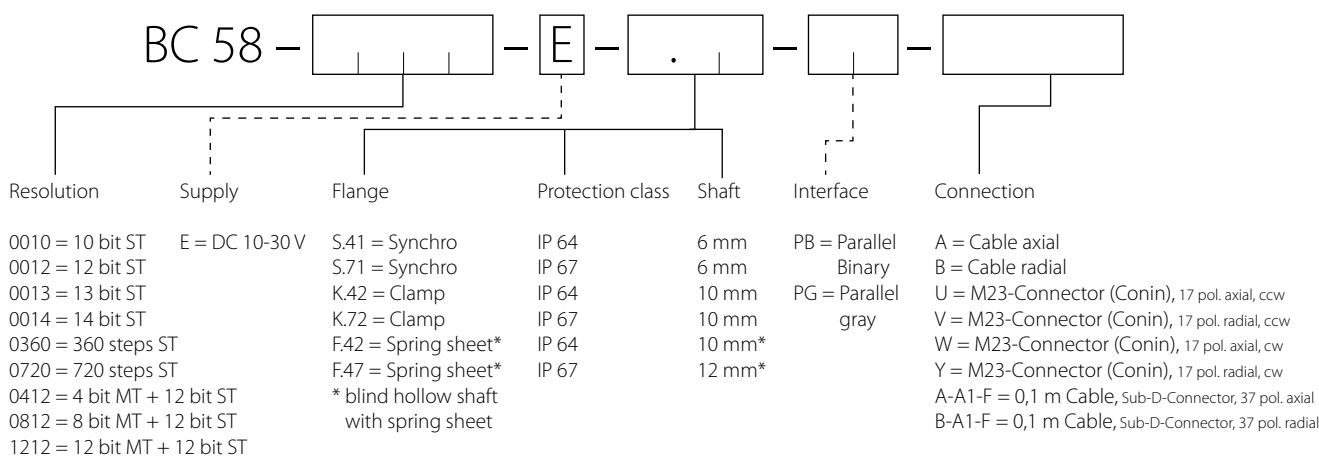 BC 58 – – E – . – –
Resolution
0010 = 10 bit ST
0012 = 12 bit ST
0013 = 13 bit ST
0014 = 14 bit ST
0360 = 360 steps ST
0720 = 720 steps ST
0412 = 4 bit MT + 12 bit ST
0812 = 8 bit MT + 12 bit ST
1212 = 12 bit MT + 12 bit ST
Supply
E = DC 10-30 V
Flange
S.41 = Synchro
S.71 = Synchro
K.42 = Clamp
K.72 = Clamp
F.42 = Spring sheet*
F.47 = Spring sheet*
* blind hollow shaft
with spring sheet
Protection class
IP 64
IP 67
IP 64
IP 67
IP 64
IP 67
Shaft
6 mm
6 mm
10 mm
10 mm
10 mm*
12 mm*
Interface
PB = Parallel
Binary
PG = Parallel
gray
Connection
A = Cable axial
B = Cable radial
U = M23-Connector (Conin), 17 pol. axial, ccw
V = M23-Connector (Conin), 17 pol. radial, ccw
W = M23-Connector (Conin), 17 pol. axial, cw
Y = M23-Connector (Conin), 17 pol. radial, cw
A-A1-F = 0,1 m Cable, Sub-D-Connector, 37 pol. axial
B-A1-F = 0,1 m Cable, Sub-D-Connector, 37 pol. radial